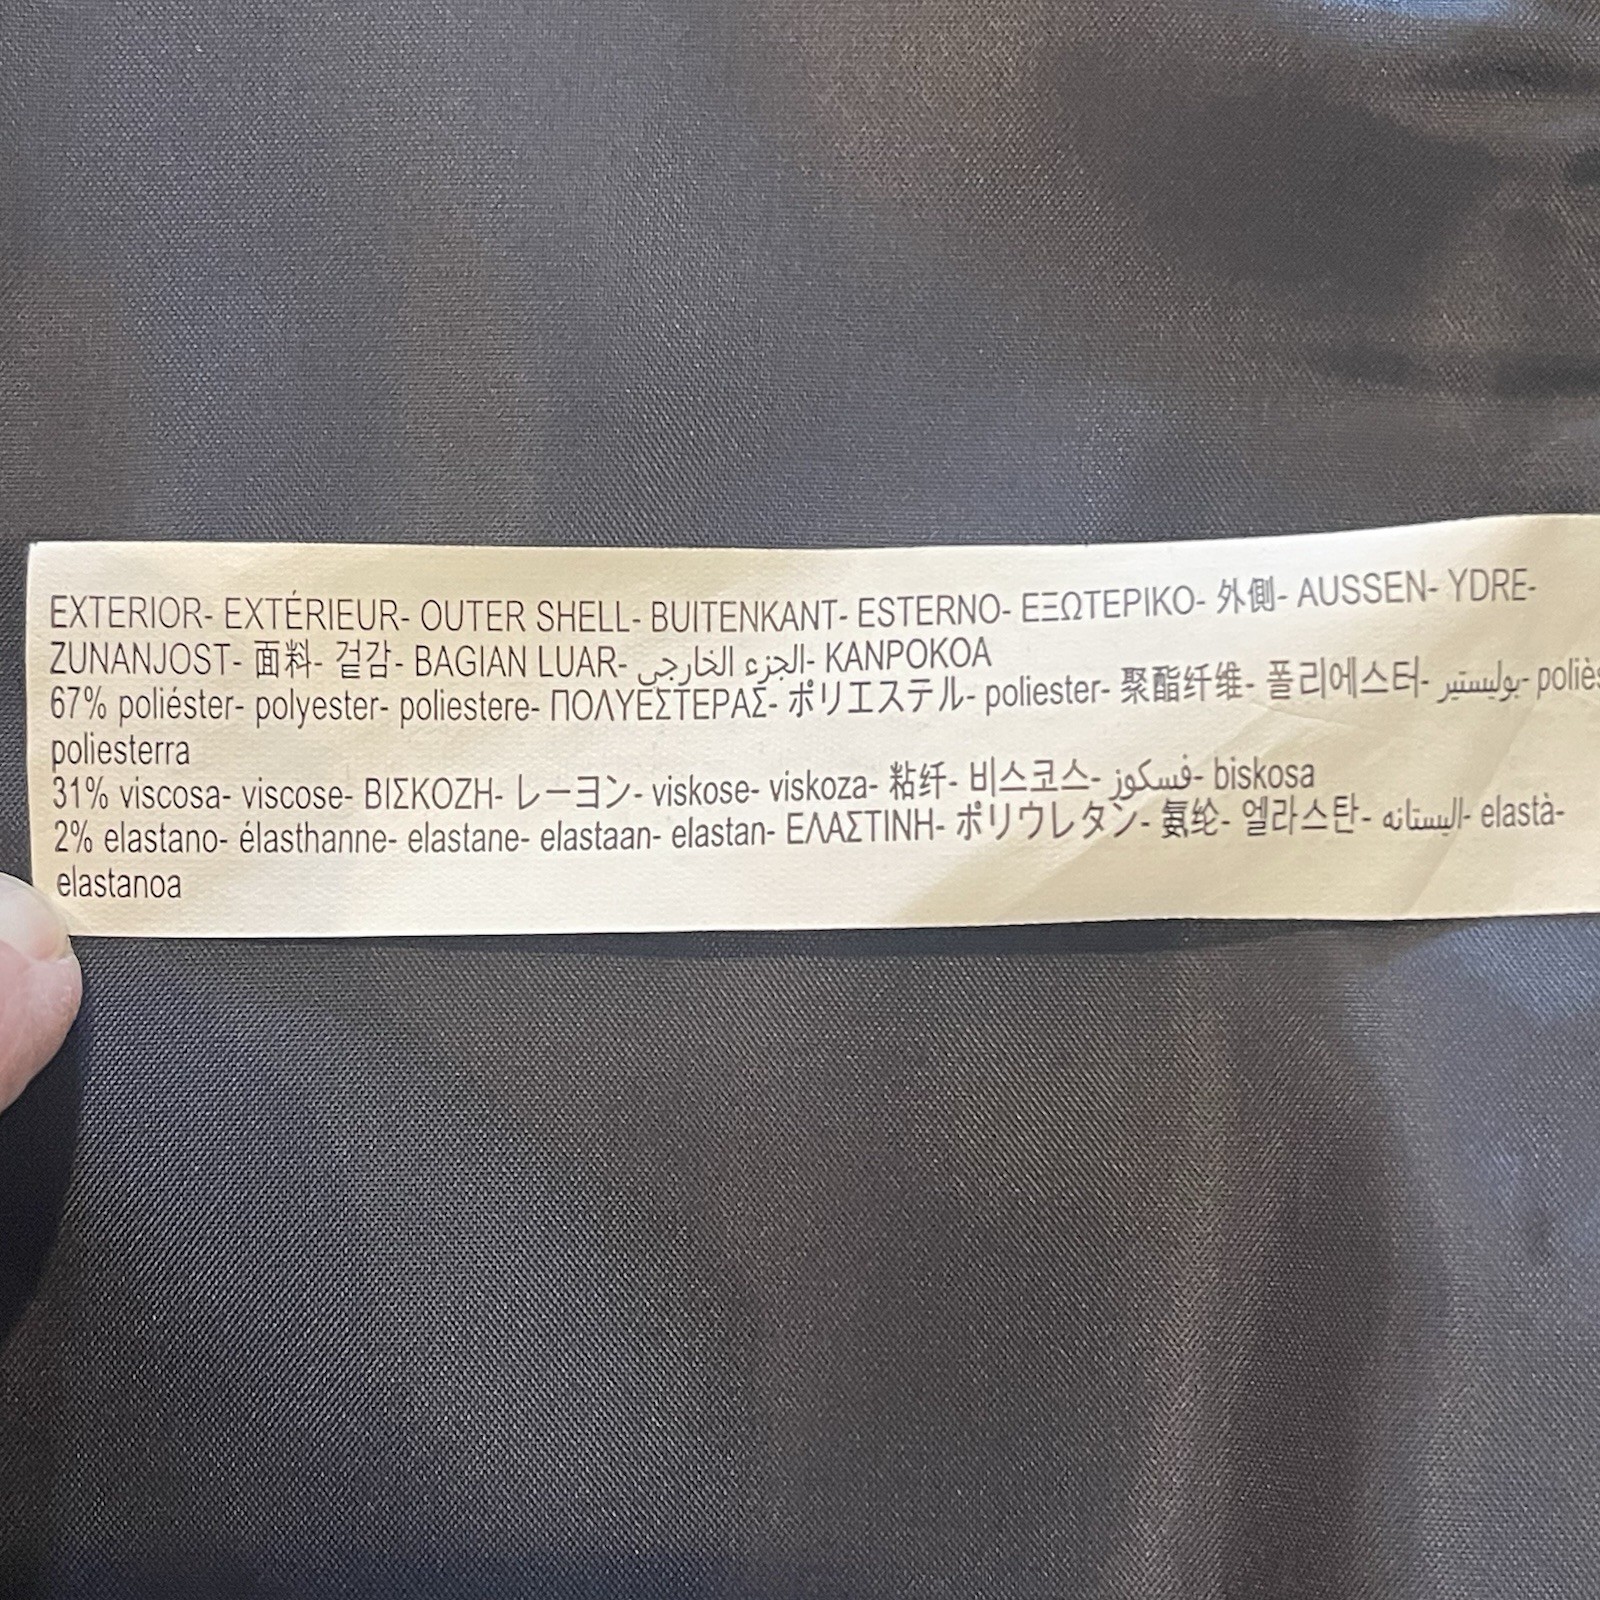 EXTERIOR- EXTÉRIEUR- OUTER SHELL- BUITENKANT- ESTERNO- ΕΞΩΤΕΡΙΚΟ- 外側- AUSSEN- YDRE-
ZUNANJOST- 面料- 겉감- BAGIAN LUAR- الجزء الخارجي- KANPOKOA
67% poliéster- polyester- poliestere- ΠΟΛΥΕΣΤΕΡΑΣ- ポリエステル- poliester- 聚酯纤维- 폴리에스터- بوليستير-
poliesterra
31% viscosa- viscose- ΒΙΣΚΟΖΗ- レーヨン- viskose- viskoza- 粘纤- 비스코스- فسكوز- biskosa
2% elastano- élasthanne- elastane- elastaan- elastan- ΕΛΑΣΤΙΝΗ- ポリウレタン- 氨纶- 엘라스탄- اليستانه- elastà-
elastanoa